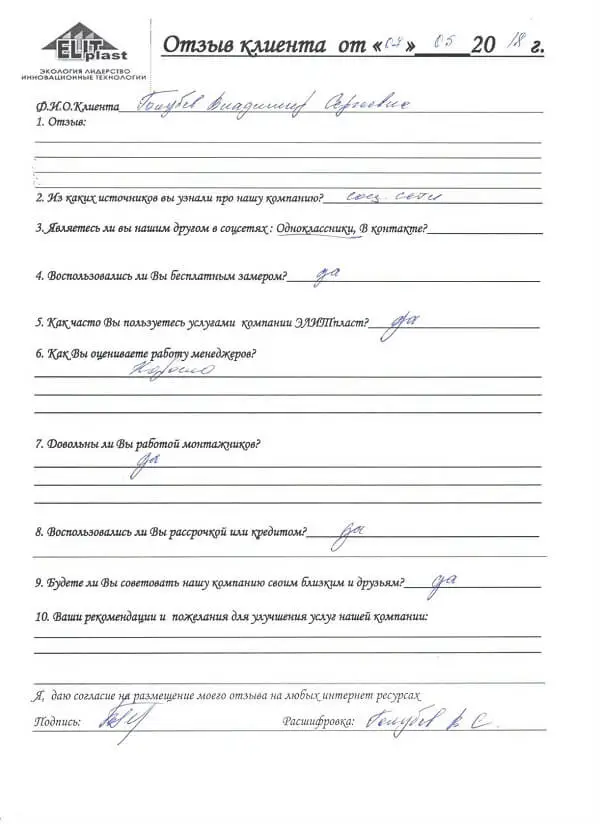 ELIT plast
ЭКОЛОГИЯ ЛИДЕРСТВО
ИННОВАЦИОННЫЕ ТЕХНОЛОГИИ
Отзыв клиента от «07» 05 2018 г.
Ф.И.О.Клиента Голубев Владимир Сергеевич
1. Отзыв:
2. Из каких источников вы узнали про нашу компанию? соц. сети
3. Являетесь ли вы нашим другом в соцсетях: Одноклассники, В контакте?
4. Воспользовались ли Вы бесплатным замером? да
5. Как часто Вы пользуетесь услугами компании ЭЛИТпласт? да
6. Как Вы оцениваете работу менеджеров?
Хорошо
7. Довольны ли Вы работой монтажников?
да
8. Воспользовались ли Вы рассрочкой или кредитом? да
9. Будете ли Вы советовать нашу компанию своим близким и друзьям? да
10. Ваши рекомендации и пожелания для улучшения услуг нашей компании:
Я, даю согласие на размещение моего отзыва на любых интернет ресурсах
Подпись: Расшифровка: Голубев В С.